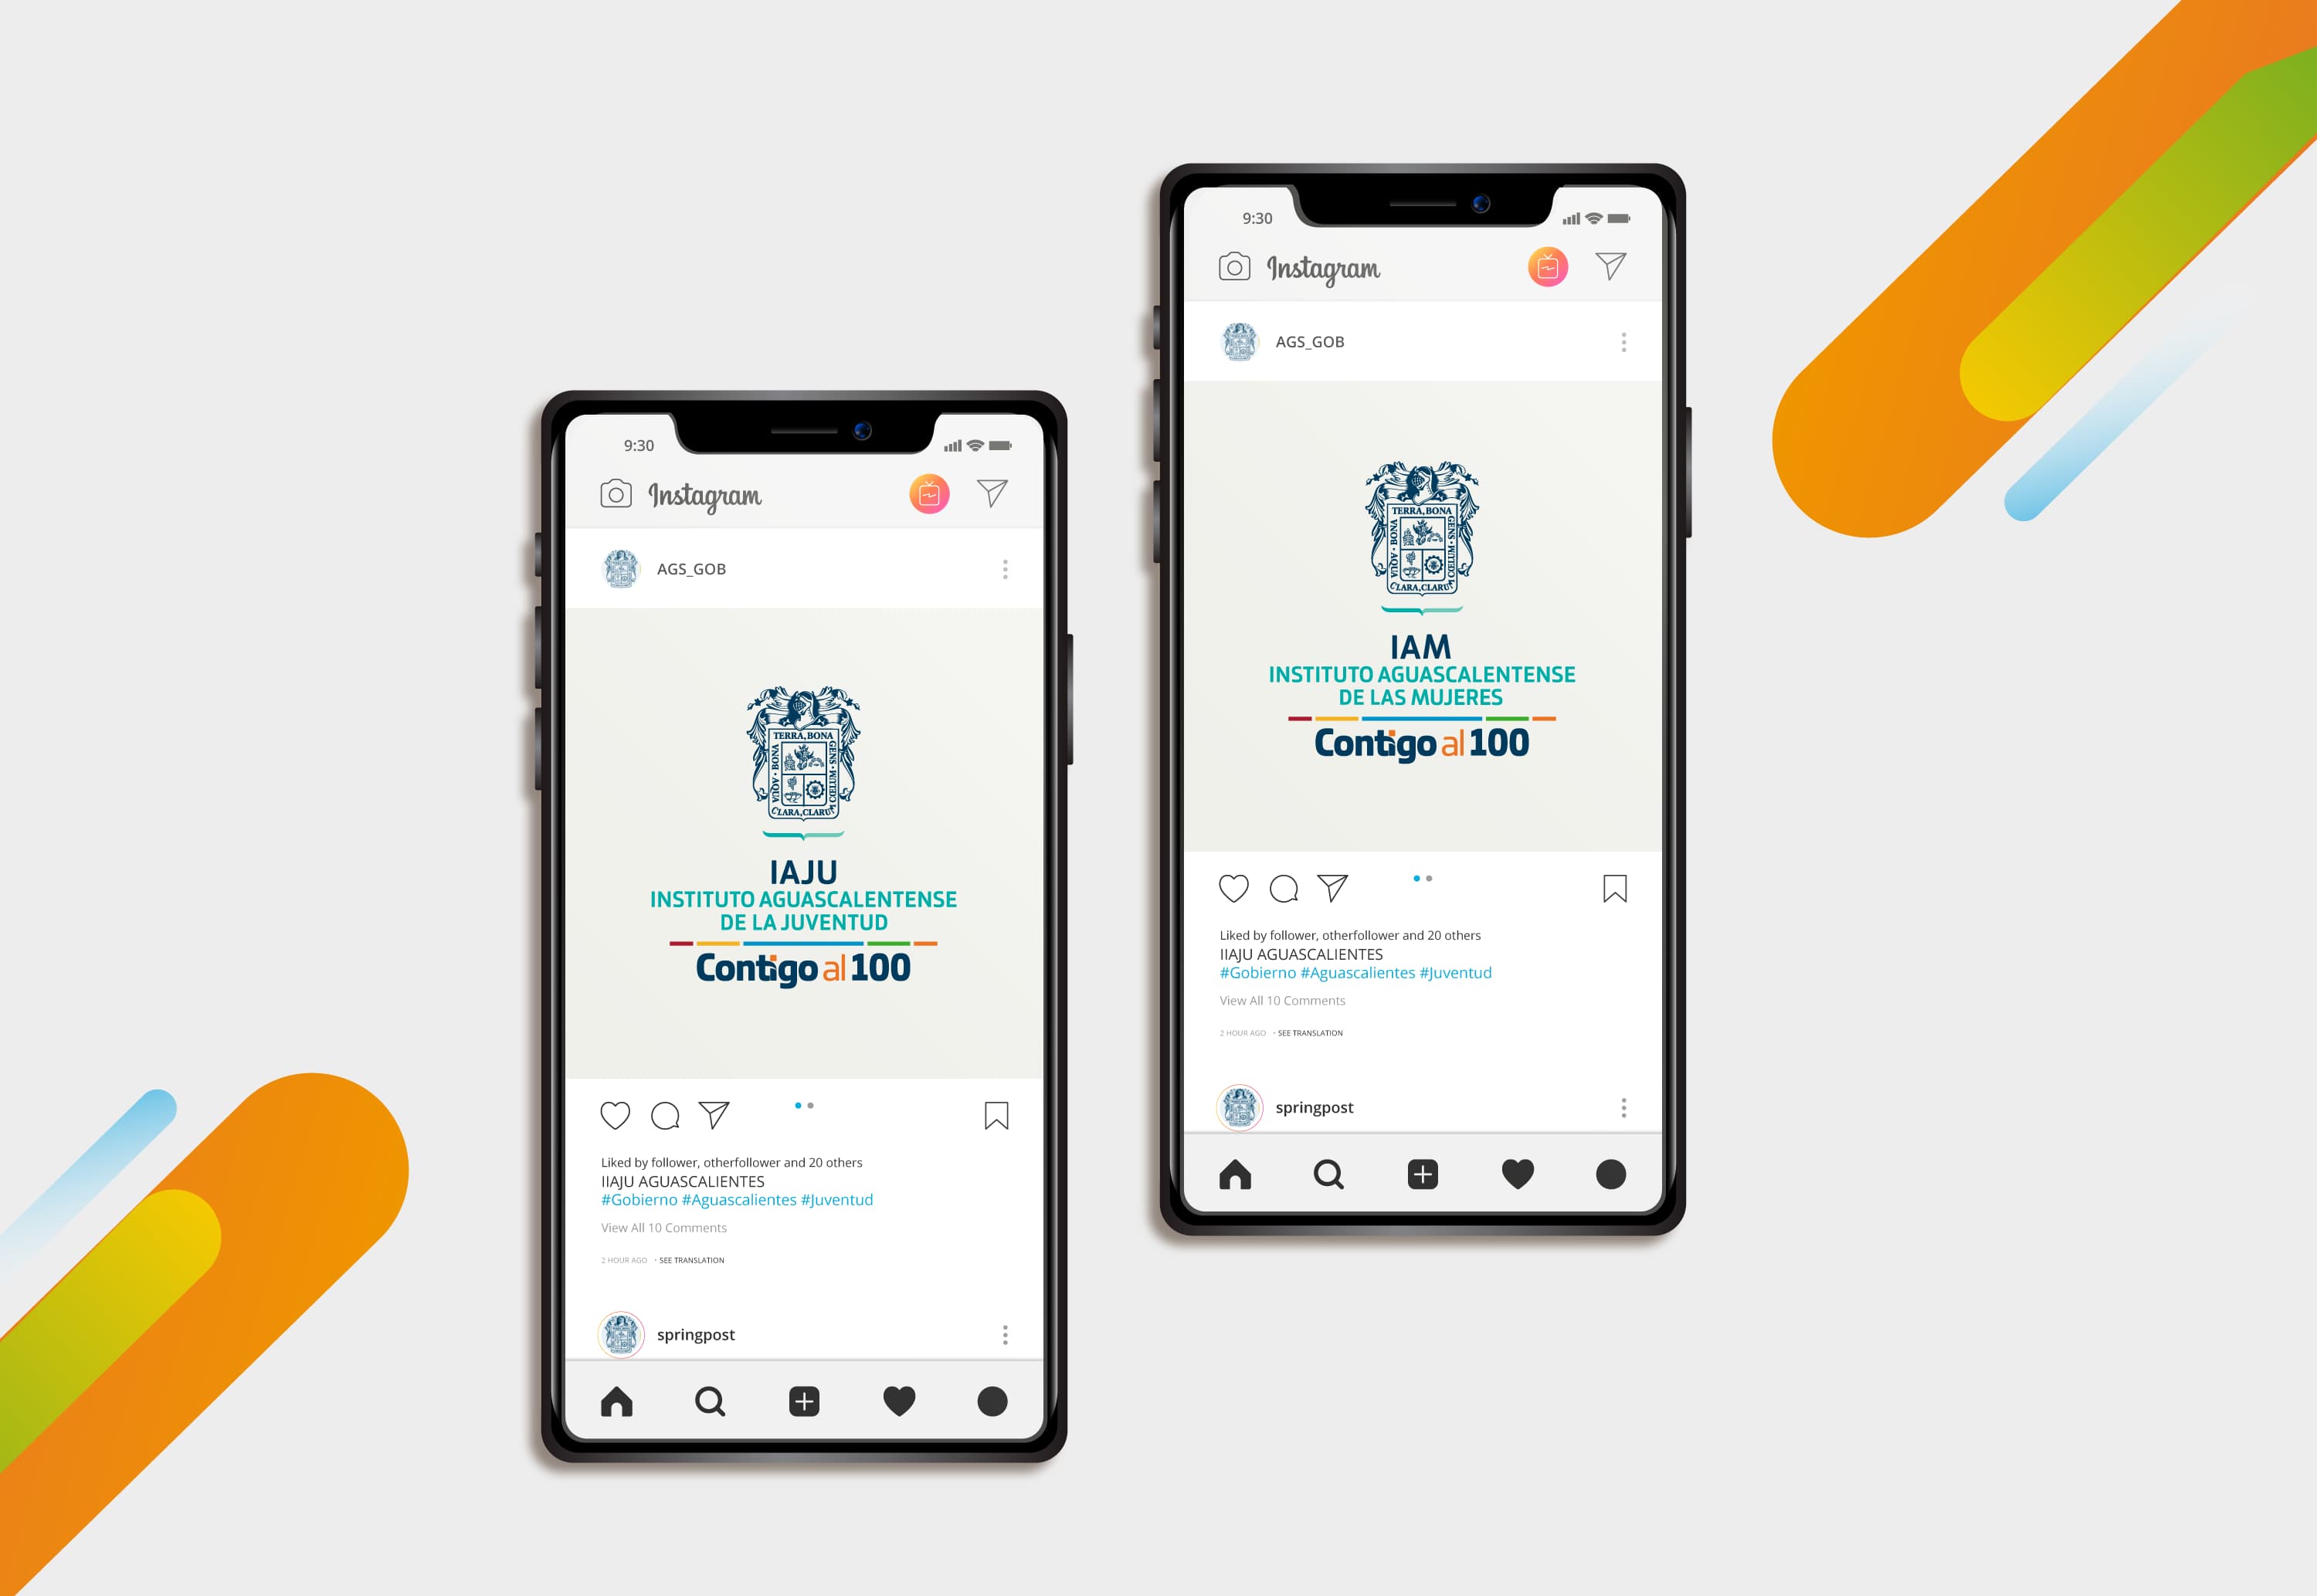 9:30
Instagram
AGS_GOB
TERRA, BONA
AQUA • BONA
GENS • COELUM
CLARA, CLARUM
IAJU
INSTITUTO AGUASCALENTENSE
DE LA JUVENTUD
Contigo al 100
Liked by follower, otherfollower and 20 others
IIAJU AGUASCALIENTES
#Gobierno #Aguascalientes #Juventud
View All 10 Comments
2 HOUR AGO • SEE TRANSLATION
springpost
9:30
Instagram
AGS_GOB
TERRA, BONA
AQUA • BONA
GENS • COELUM
CLARA, CLARUM
IAM
INSTITUTO AGUASCALENTENSE
DE LAS MUJERES
Contigo al 100
Liked by follower, otherfollower and 20 others
IIAJU AGUASCALIENTES
#Gobierno #Aguascalientes #Juventud
View All 10 Comments
2 HOUR AGO • SEE TRANSLATION
springpost